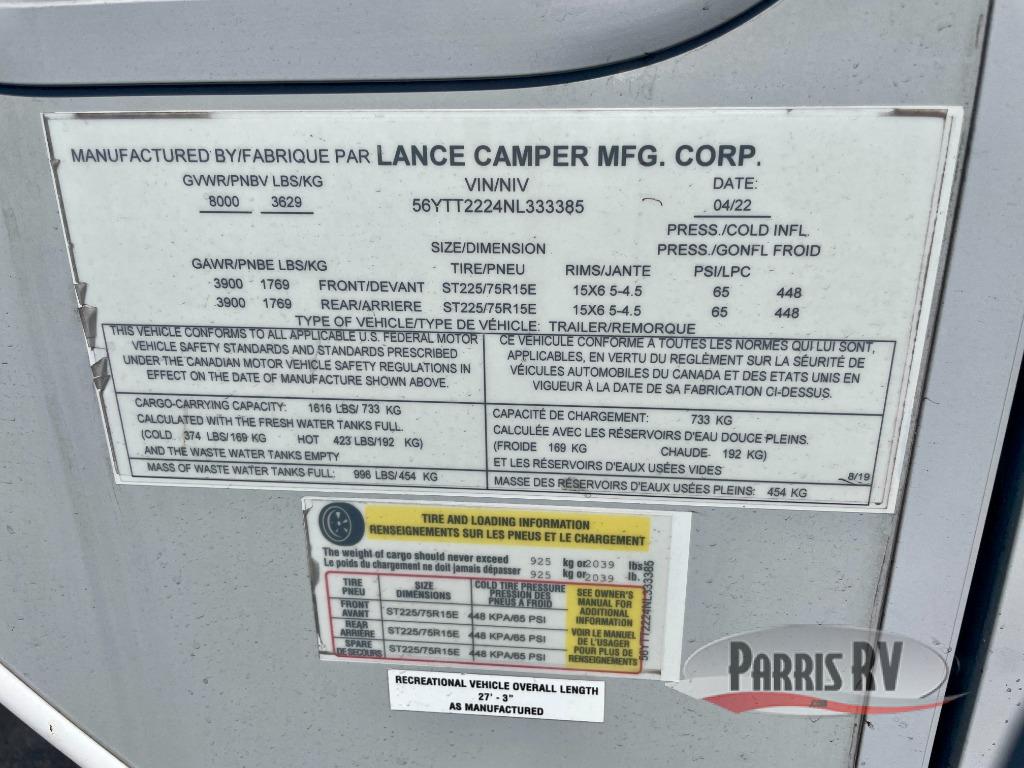 MANUFACTURED BY/FABRIQUE PAR LANCE CAMPER MFG. CORP.
GVWR/PNBV LBS/KG VIN/NIV DATE:
8000 3629 56YTT2224NL333385 04/22
PRESS./COLD INFL.
SIZE/DIMENSION PRESS./GONFL FROID
GAWR/PNBE LBS/KG TIRE/PNEU RIMS/JANTE PSI/LPC
3900 1769 FRONT/DEVANT ST225/75R15E 15X6 5-4.5 65 448
3900 1769 REAR/ARRIERE ST225/75R15E 15X6 5-4.5 65 448
TYPE OF VEHICLE/TYPE DE VÉHICLE: TRAILER/REMORQUE
THIS VEHICLE CONFORMS TO ALL APPLICABLE U.S. FEDERAL MOTOR
VEHICLE SAFETY STANDARDS AND STANDARDS PRESCRIBED
UNDER THE CANADIAN MOTOR VEHICLE SAFETY REGULATIONS IN
EFFECT ON THE DATE OF MANUFACTURE SHOWN ABOVE.
CE VÉHICULE CONFORME À TOUTES LES NORMES QUI LUI SONT,
APPLICABLES, EN VERTU DU REGLÈMENT SUR LA SÉURITÉ DE
VÉICULES AUTOMOBILES DU CANADA ET DES ETATS UNIS EN
VIGUEUR À LA DATE DE SA FABRICATION CI-DESSUS.
CARGO-CARRYING CAPACITY: 1616 LBS/ 733 KG
CALCULATED WITH THE FRESH WATER TANKS FULL.
(COLD. 374 LBS/169 KG HOT 423 LBS/192 KG)
AND THE WASTE WATER TANKS EMPTY
MASS OF WASTE WATER TANKS FULL: 996 LBS/454 KG
CAPACITÉ DE CHARGEMENT: 733 KG
CALCULÉE AVEC LES RÉSERVOIRS D'EAU DOUCE PLEINS.
(FROIDE 169 KG CHAUDE. 192 KG)
ET LES RÉSERVOIRS D'EAUX USÉES VIDES
8/19
MASSE DES RÉSERVOIRS D'EAUX USÉES PLEINS: 454 KG
TIRE AND LOADING INFORMATION
RENSEIGNEMENTS SUR LES PNEUS ET LE CHARGEMENT
The weight of cargo should never exceed 925 kg or 2039 lbs
Le poids du chargement ne doit jamais dépasser 925 kg or 2039 lb.
TIRE
PNEU
SIZE
DIMENSIONS
COLD TIRE PRESSURE
PRESSION DES
PNEUS À FROID
FRONT
AVANT
ST225/75R15E 448 KPA/65 PSI
REAR
ARRIÈRE
ST225/75R15E 448 KPA/65 PSI
SPARE
DE SECOURS
ST225/75R15E 448 KPA/65 PSI
SEE OWNER'S
MANUAL FOR
ADDITIONAL
INFORMATION
VOIR LE MANUEL
DE L'USAGER
POUR PLUS DE
RENSEIGNEMENTS
56YTT2224NL333385
RECREATIONAL VEHICLE OVERALL LENGTH
27' - 3"
AS MANUFACTURED
PARRIS RV
.com